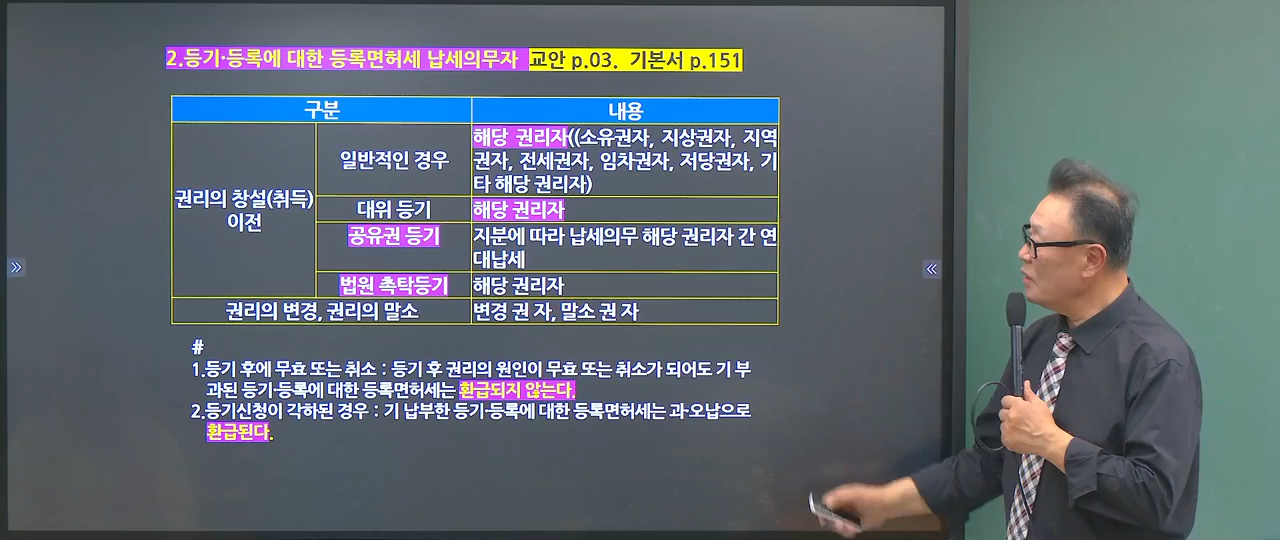 2.등기·등록에 대한 등록면허세 납세의무자 교안 p.03. 기본서 p.151
구분 내용
권리의 창설(취득)
이전
일반적인 경우
해당 권리자((소유권자, 지상권자, 지역
권자, 전세권자, 임차권자, 저당권자, 기
타 해당 권리자)
대위 등기
해당 권리자
공유권 등기
지분에 따라 납세의무 해당 권리자 간 연
대납세
법원 촉탁등기
해당 권리자
권리의 변경, 권리의 말소
변경 권 자, 말소 권 자
#
1.등기 후에 무효 또는 취소 : 등기 후 권리의 원인이 무효 또는 취소가 되어도 기 부
과된 등기·등록에 대한 등록면허세는 환급되지 않는다.
2.등기신청이 각하된 경우 : 기 납부한 등기·등록에 대한 등록면허세는 과·오납으로
환급된다.